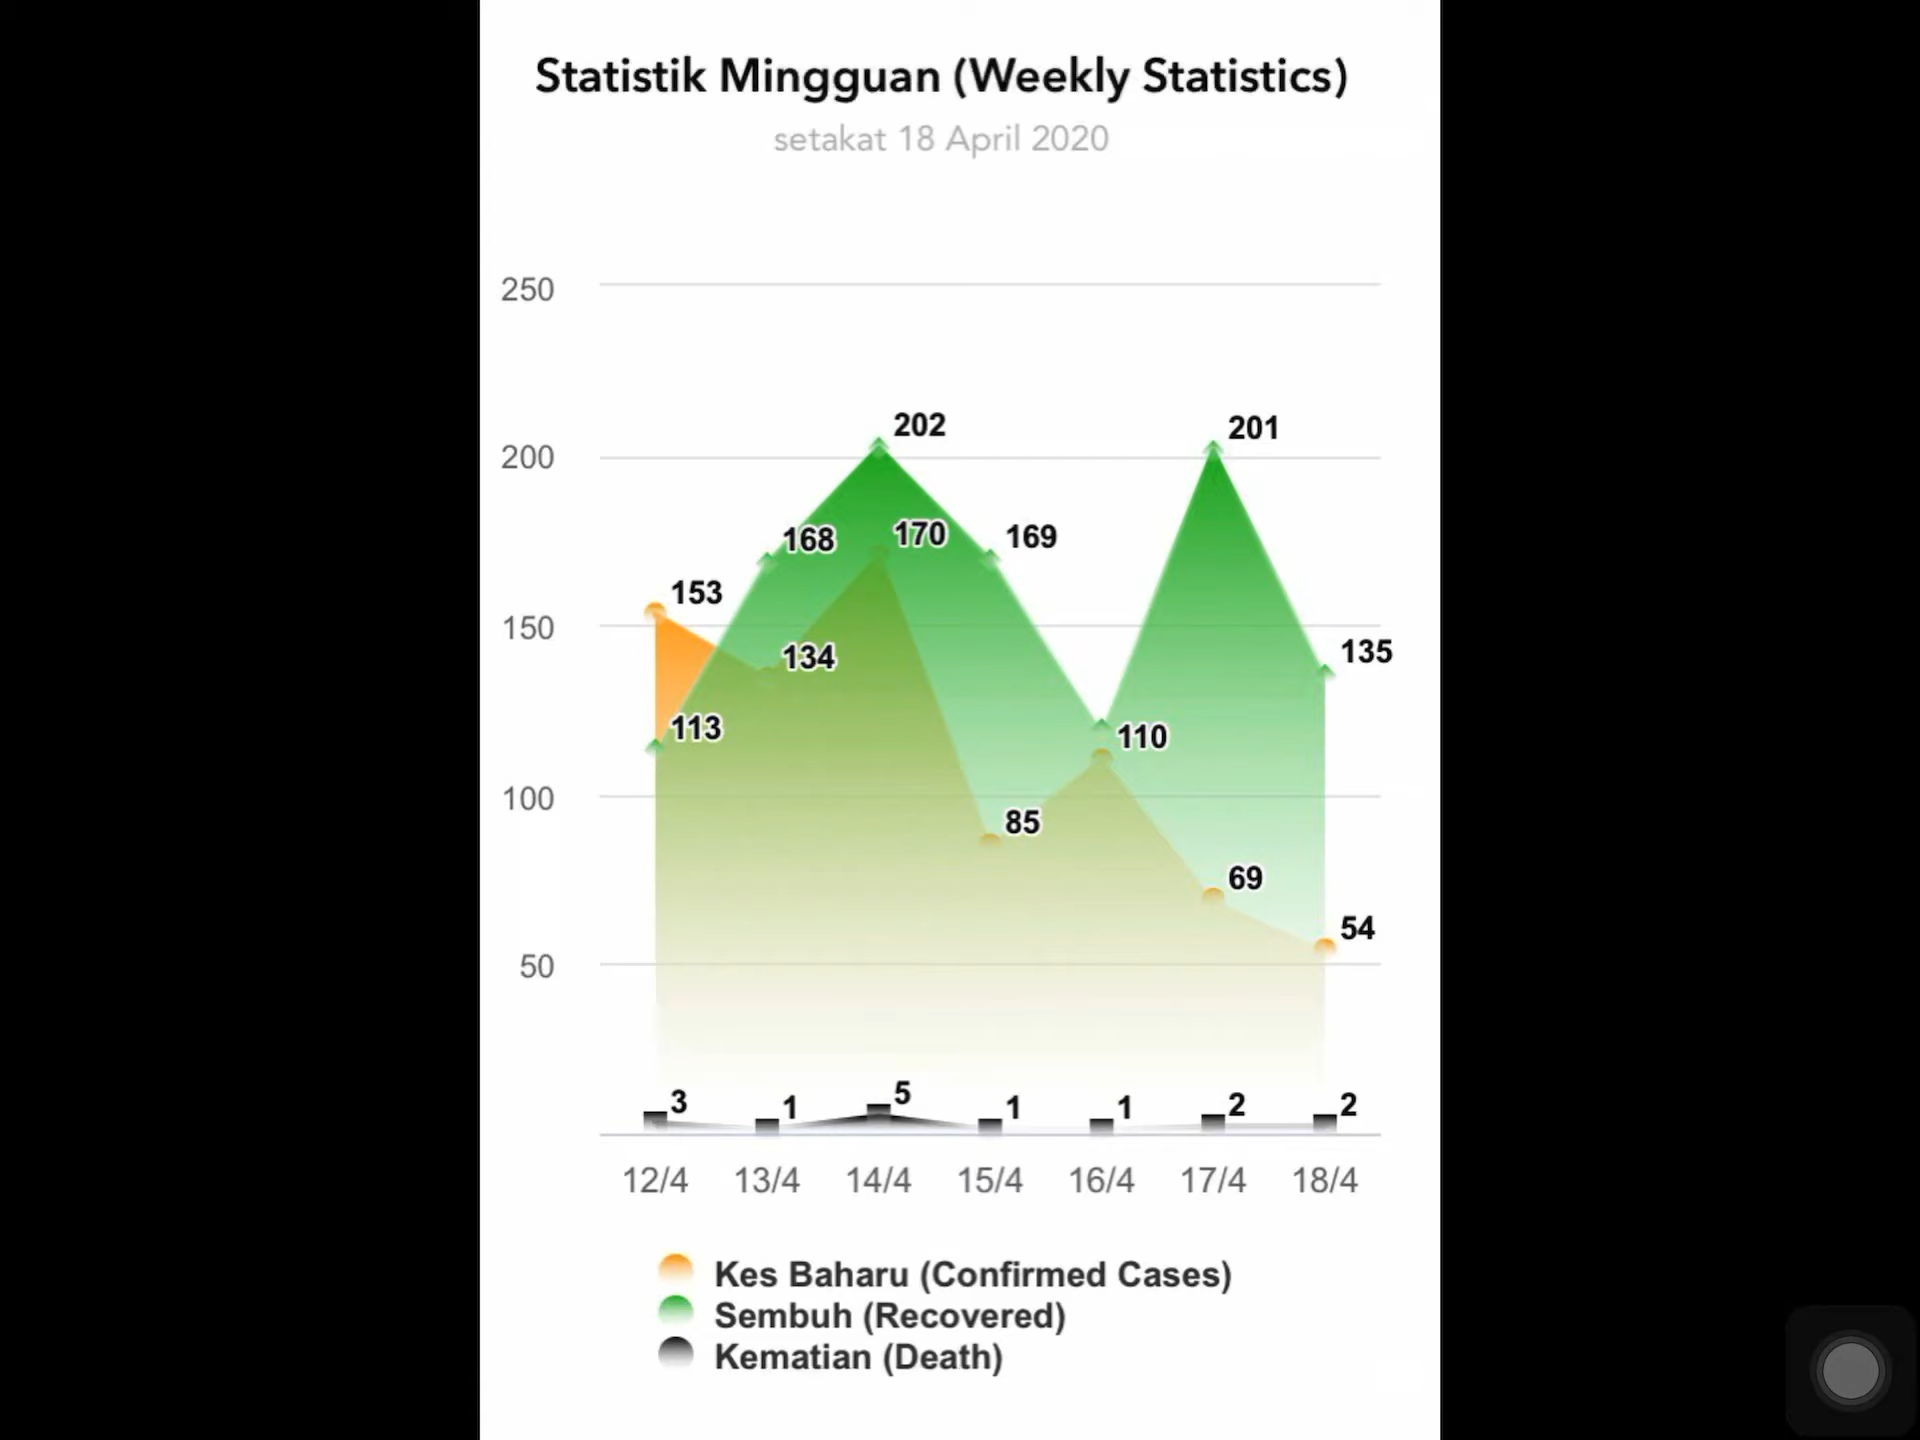 Statistik Mingguan (Weekly Statistics)
setakat 18 April 2020
250
202
201
200
170
168
169
153
150
134
135
113
110
100
85
69
54
50
3 1 5 1 1 2 2
12/4 13/4 14/4 15/4 16/4 17/4 18/4
Kes Baharu (Confirmed Cases)
Sembuh (Recovered)
Kematian (Death)